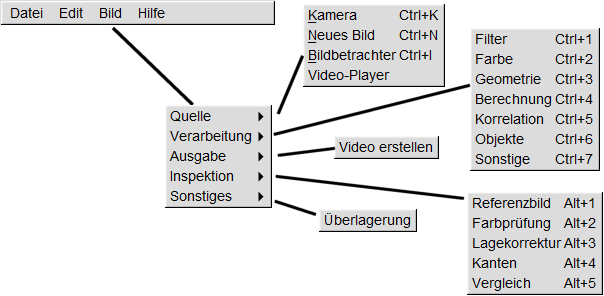 Datei Edit Bild Hilfe
Kamera Ctrl+K
Neues Bild Ctrl+N
Bildbetrachter Ctrl+I
Video-Player
Filter Ctrl+1
Farbe Ctrl+2
Geometrie Ctrl+3
Berechnung Ctrl+4
Korrelation Ctrl+5
Objekte Ctrl+6
Sonstige Ctrl+7
Quelle
Verarbeitung
Ausgabe
Inspektion
Sonstiges
Video erstellen
Überlagerung
Referenzbild Alt+1
Farbprüfung Alt+2
Lagekorrektur Alt+3
Kanten Alt+4
Vergleich Alt+5